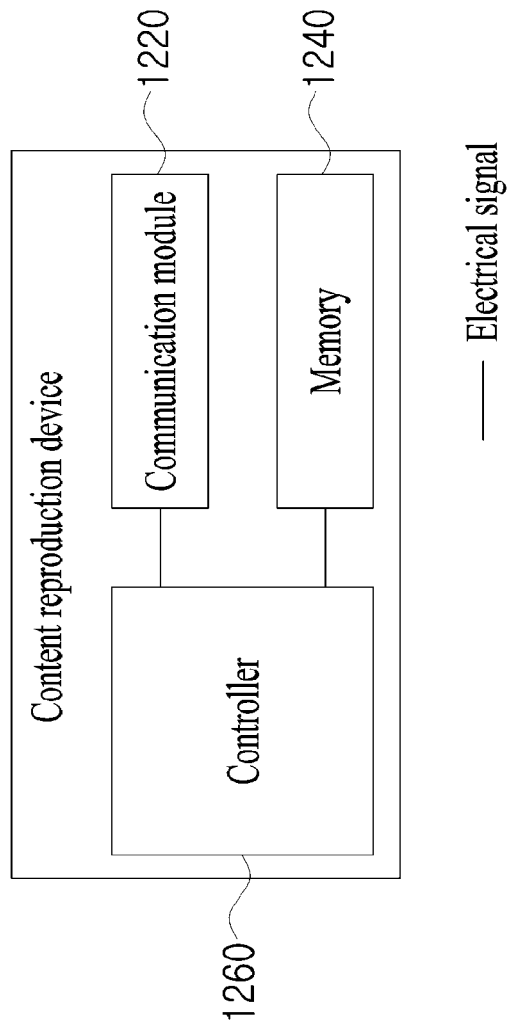 Content reproduction device
1260
Controller
Communication module
1220
Memory
1240
Electrical signal